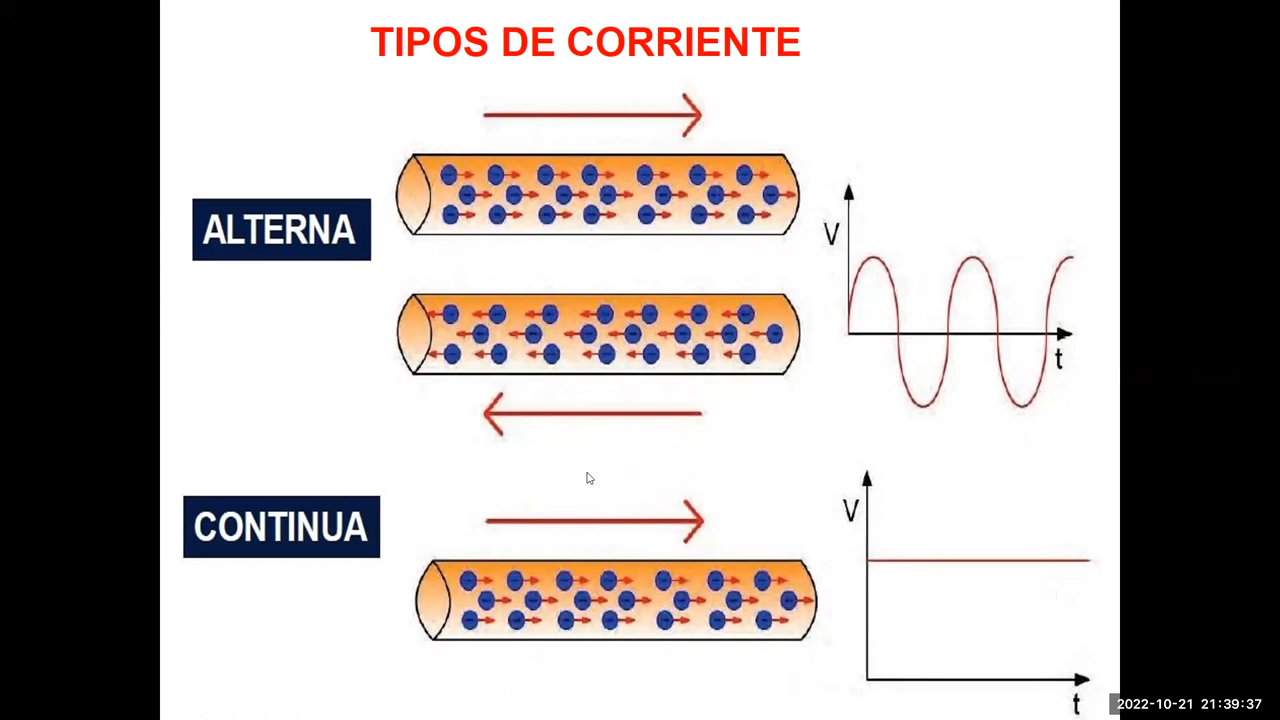 TIPOS DE CORRIENTE
ALTERNA
V
t
CONTINUA
V
t
2022-10-21 21:39:37